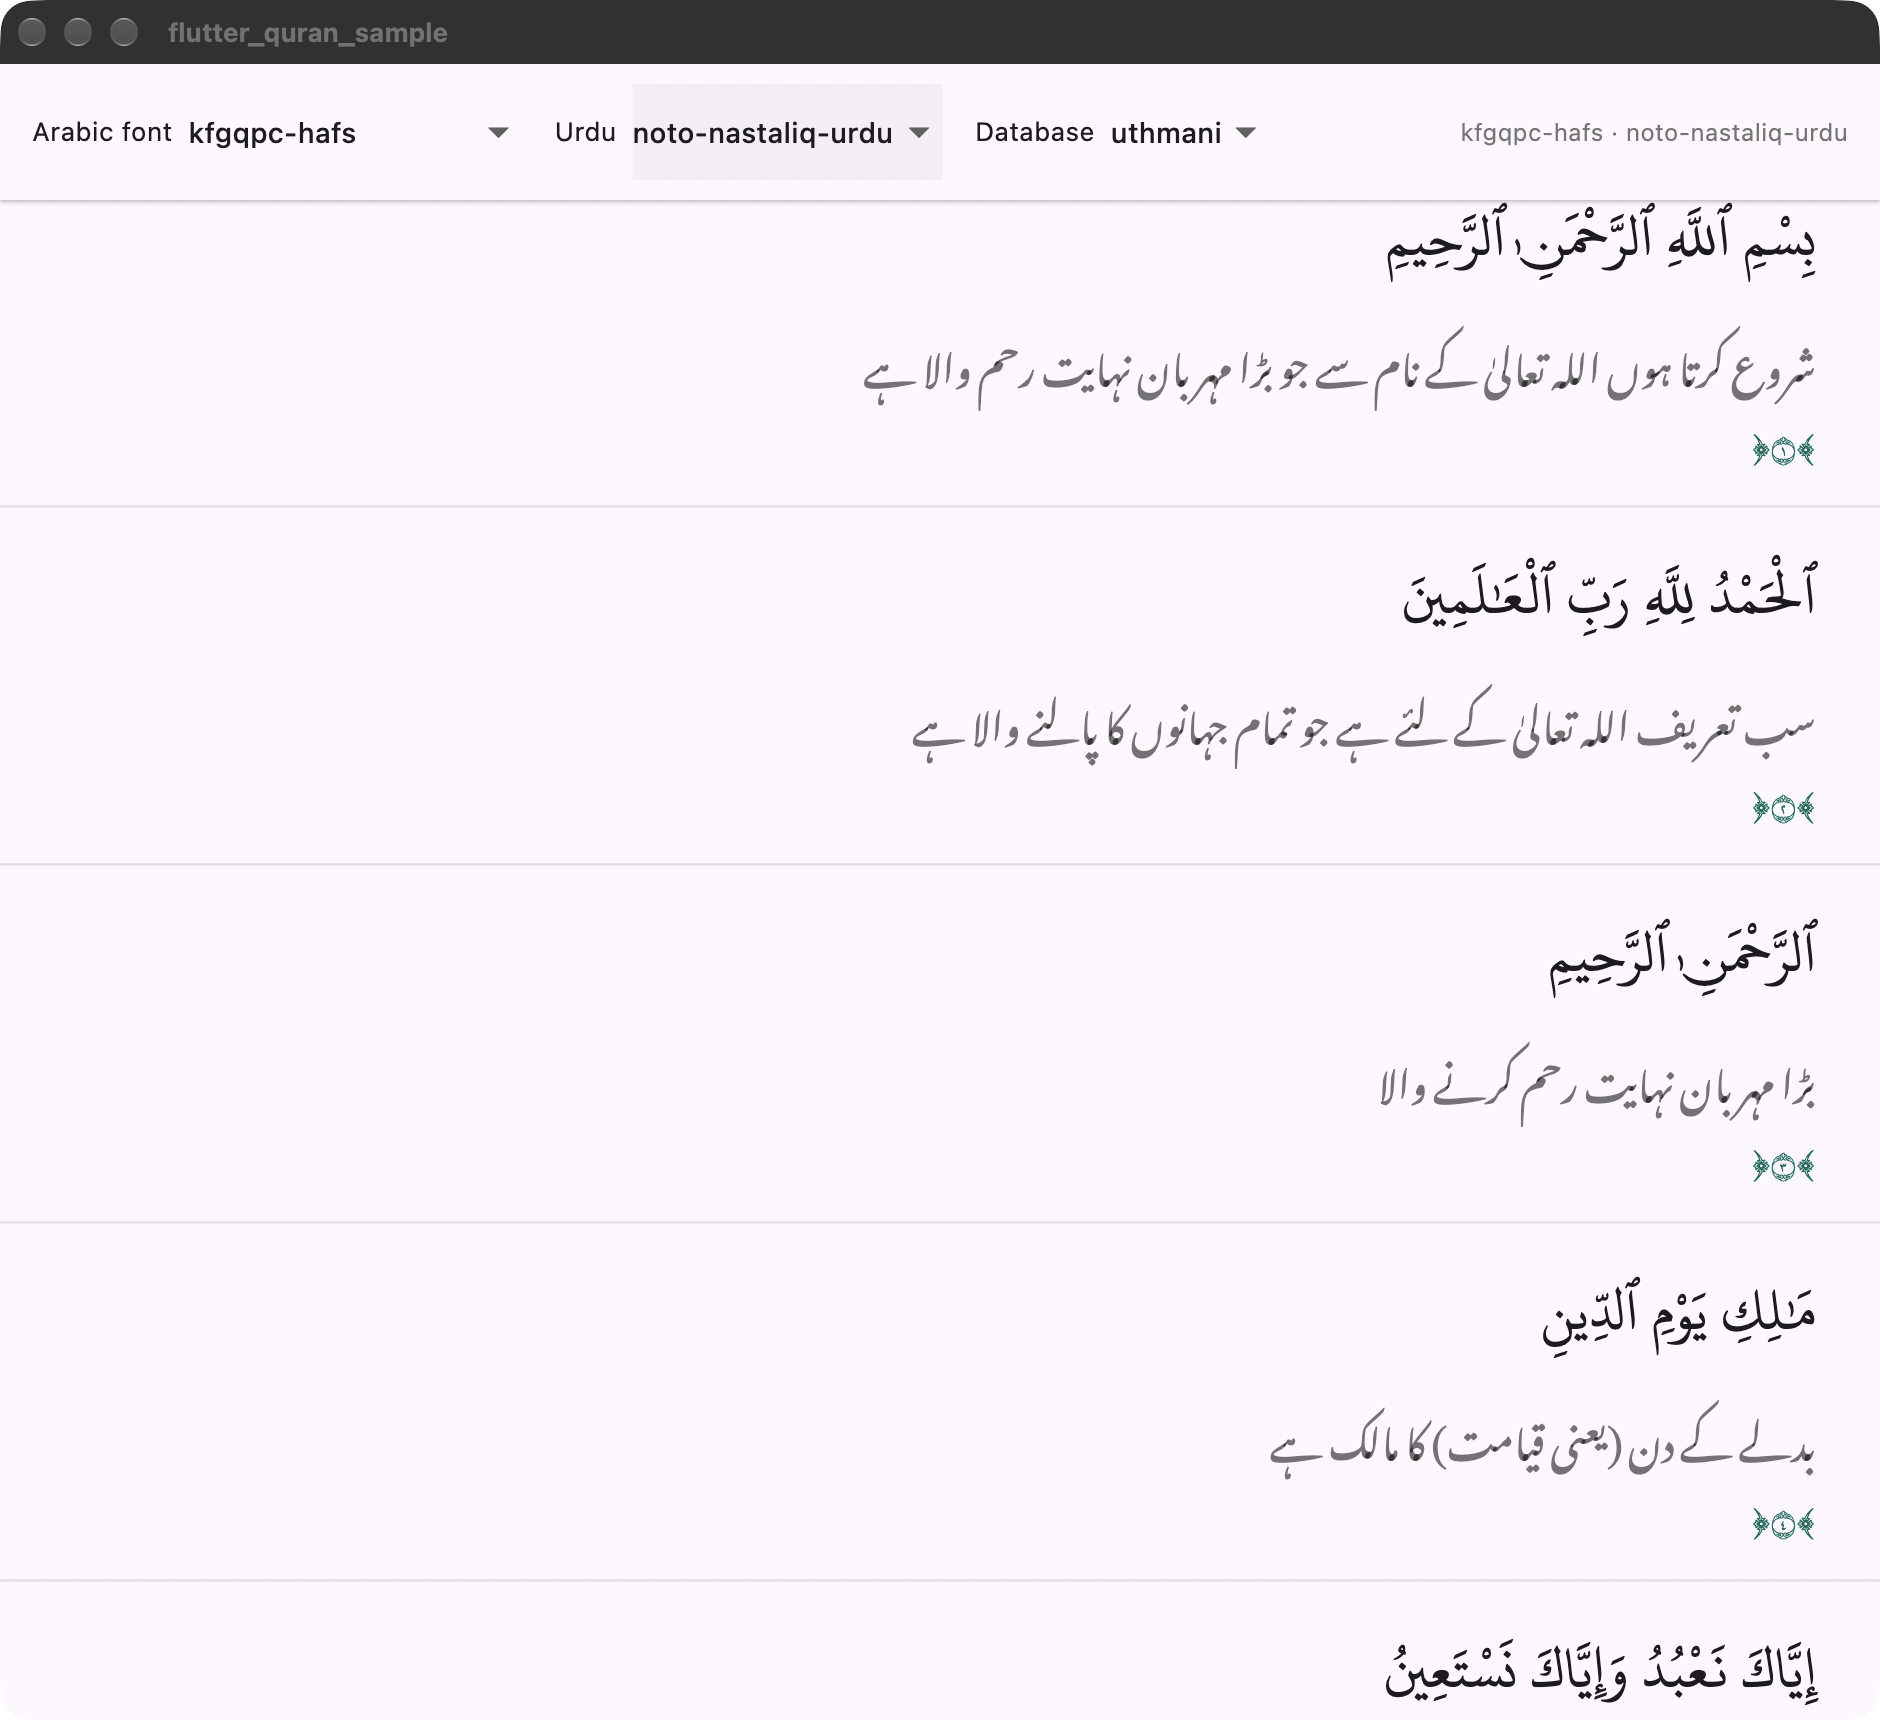 flutter_quran_sample
Arabic font kfgqpc-hafs Urdu noto-nastaliq-urdu Database uthmani kfgqpc-hafs · noto-nastaliq-urdu
بِسْمِ ٱللَّهِ ٱلرَّحْمَٰنِ ٱلرَّحِيمِ
شروع کرتا ہوں اللہ تعالیٰ کے نام سے جو بڑا مہربان نہایت رحم والا ہے
﴿١﴾
ٱلْحَمْدُ لِلَّهِ رَبِّ ٱلْعَٰلَمِينَ
سب تعریف اللہ تعالیٰ کے لئے ہے جو تمام جہانوں کا پالنے والا ہے
﴿٢﴾
ٱلرَّحْمَٰنِ ٱلرَّحِيمِ
بڑا مہربان نہایت رحم کرنے والا
﴿٣﴾
مَٰلِكِ يَوْمِ ٱلدِّينِ
بدلے کے دن (یعنی قیامت) کا مالک ہے
﴿٤﴾
إِيَّاكَ نَعْبُدُ وَإِيَّاكَ نَسْتَعِينُ